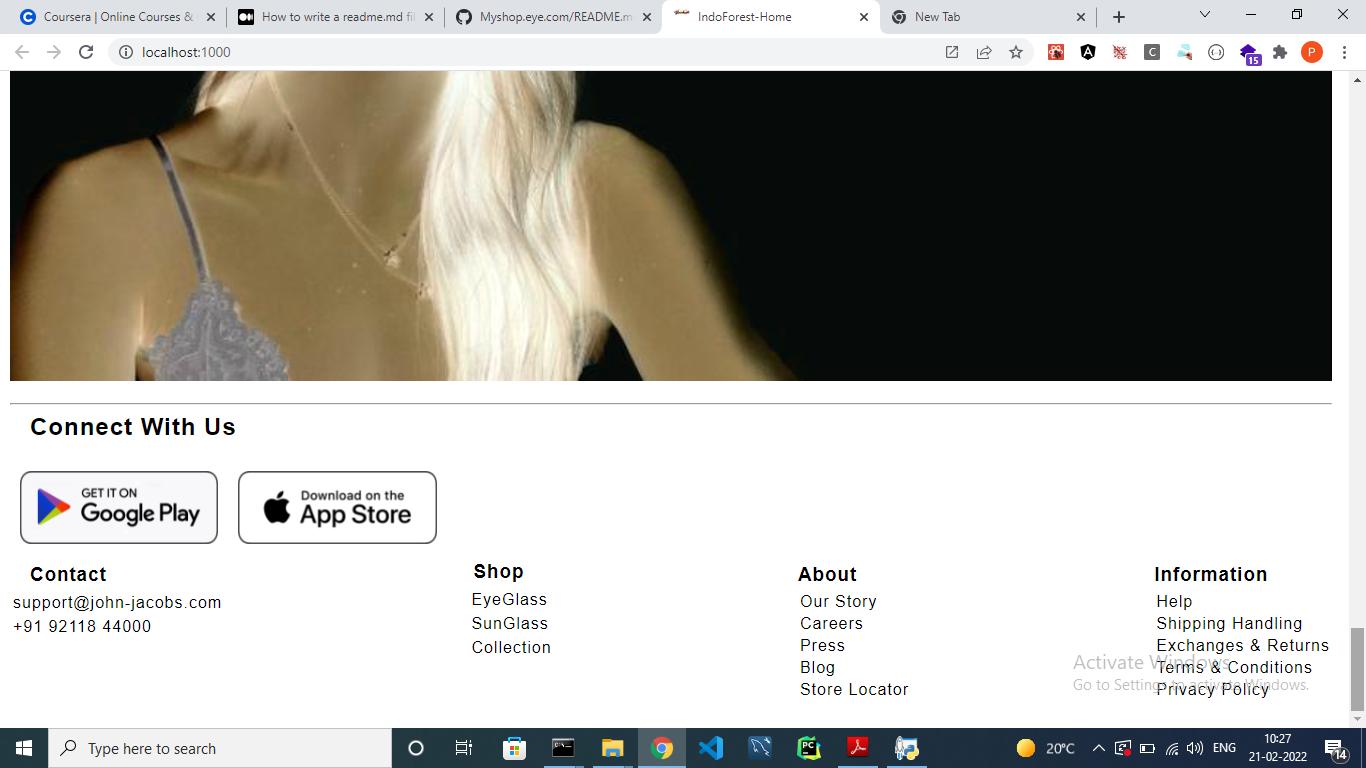 Coursera | Online Courses &
How to write a readme.md fil
Myshop.eye.com/README.m
IndoForest-Home
New Tab
localhost:1000
C
15
P
Connect With Us
GET IT ON
Google Play
Download on the
App Store
Contact
support@john-jacobs.com
+91 92118 44000
Shop
EyeGlass
SunGlass
Collection
About
Our Story
Careers
Press
Blog
Store Locator
Information
Help
Shipping Handling
Exchanges & Returns
Terms & Conditions
Privacy Policy
Activate Windows
Go to Settings to activate Windows.
Type here to search
20°C
ENG
10:27
21-02-2022
14